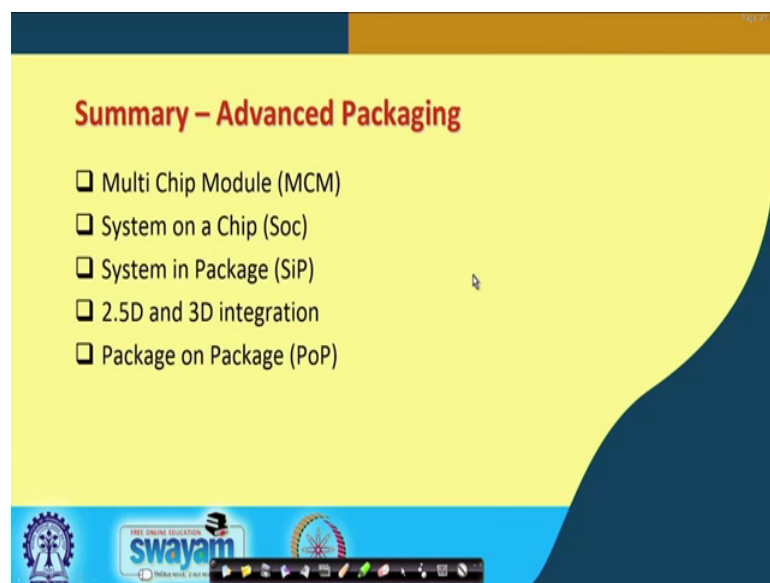 Summary – Advanced Packaging
Multi Chip Module (MCM)
System on a Chip (Soc)
System in Package (SiP)
2.5D and 3D integration
Package on Package (PoP)
FREE ONLINE EDUCATION
swayam